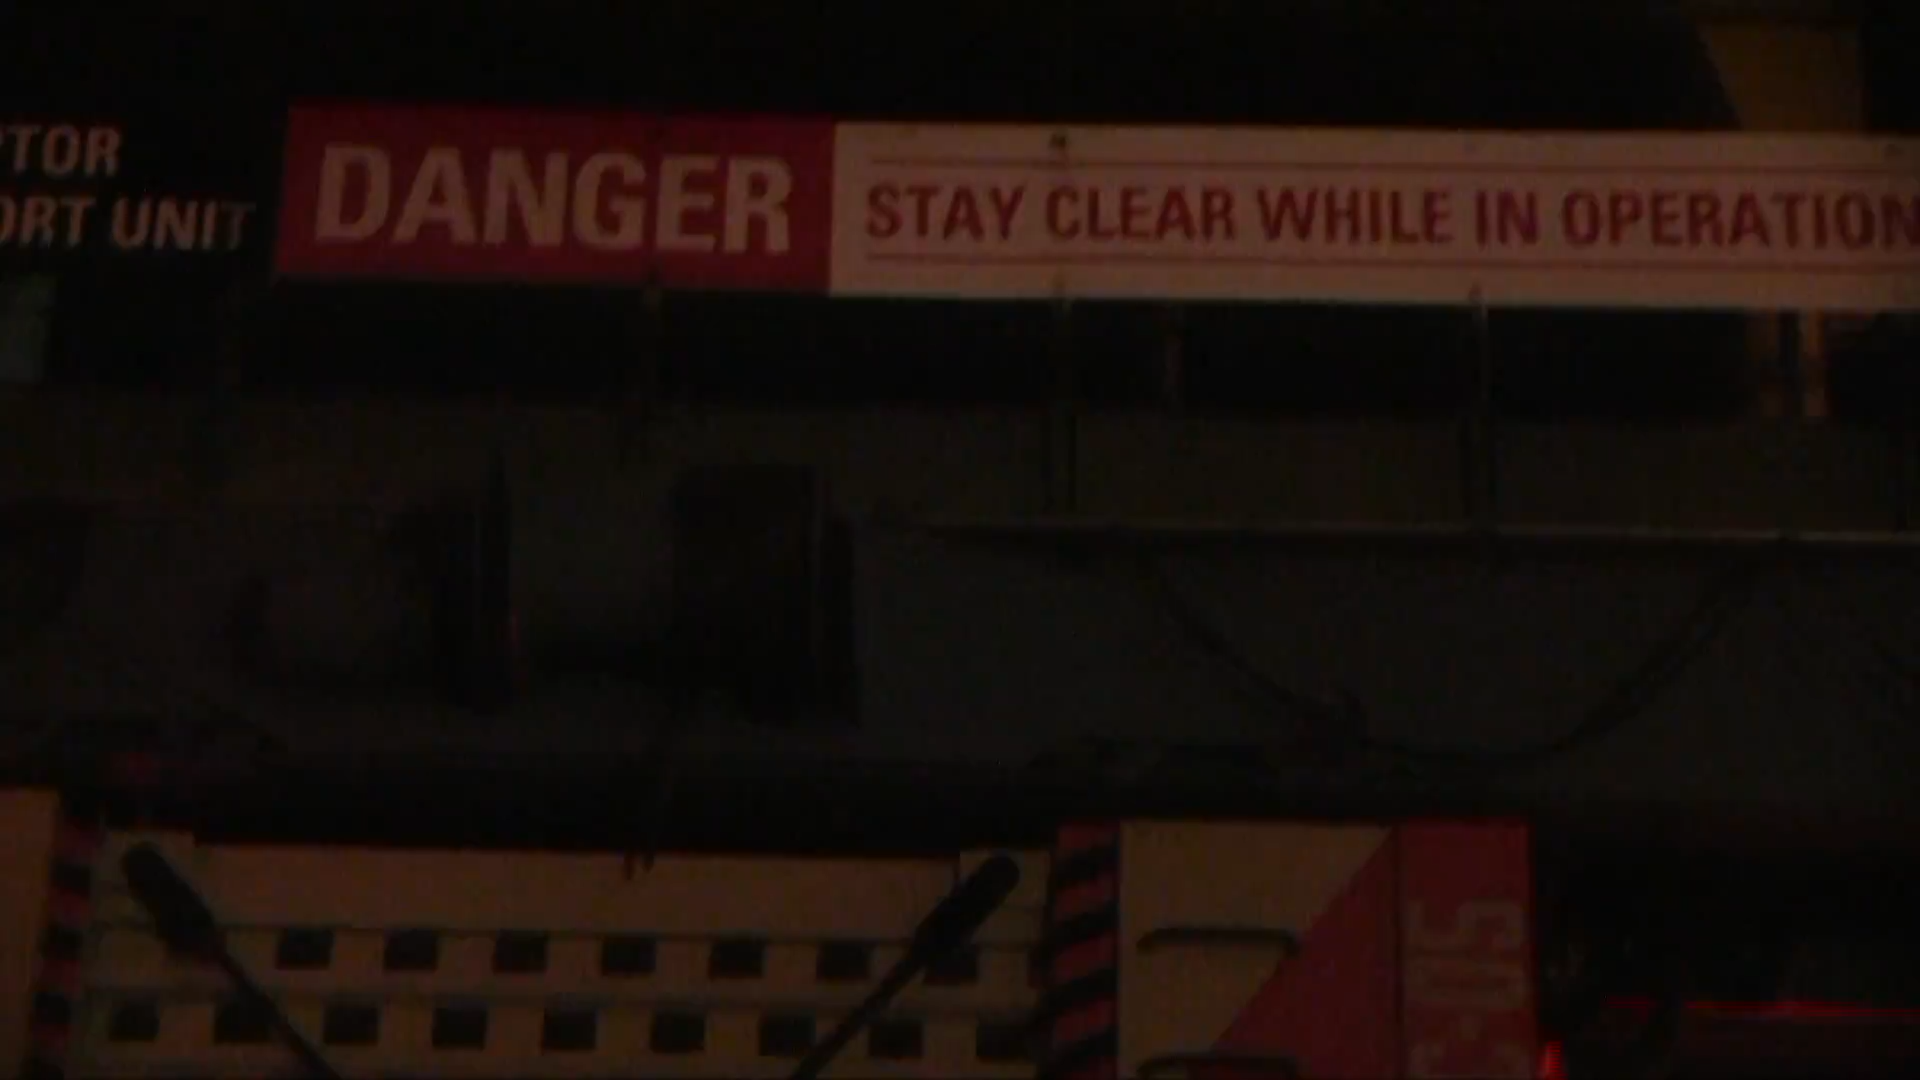 TOR
ORT UNIT
DANGER
STAY CLEAR WHILE IN OPERATION